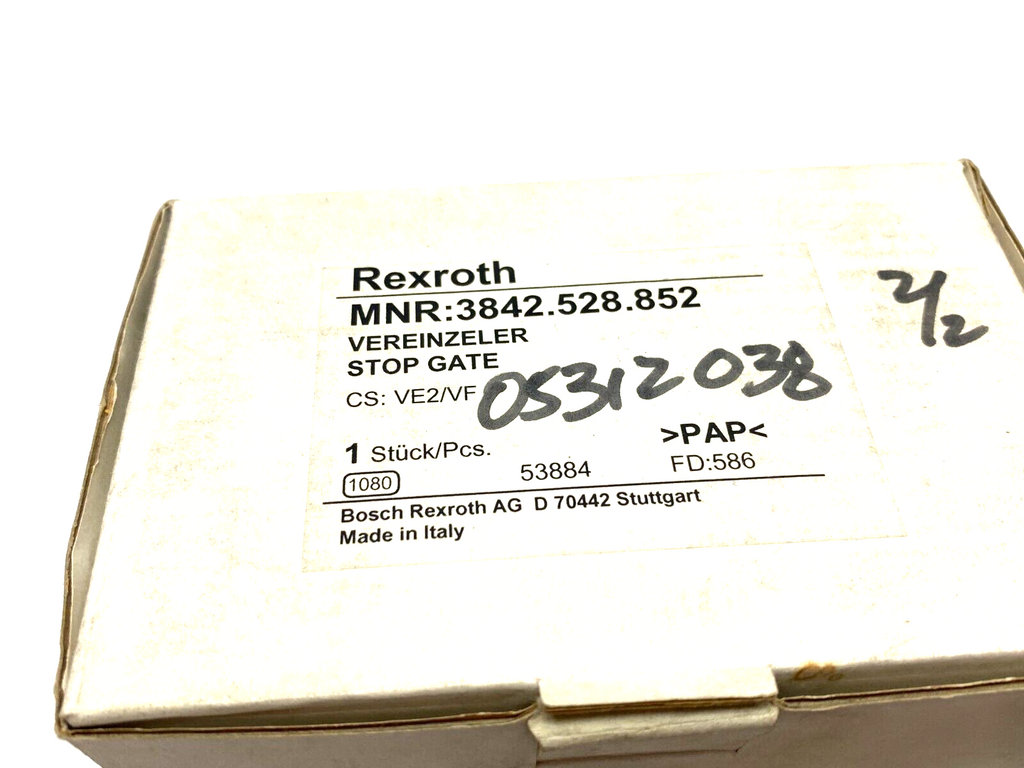 Rexroth
MNR:3842.528.852
VEREINZELER
STOP GATE
CS: VE2/VF
05312038
2/2
1 Stück/Pcs.
>PAP<
1080
53884
FD:586
Bosch Rexroth AG D 70442 Stuttgart
Made in Italy